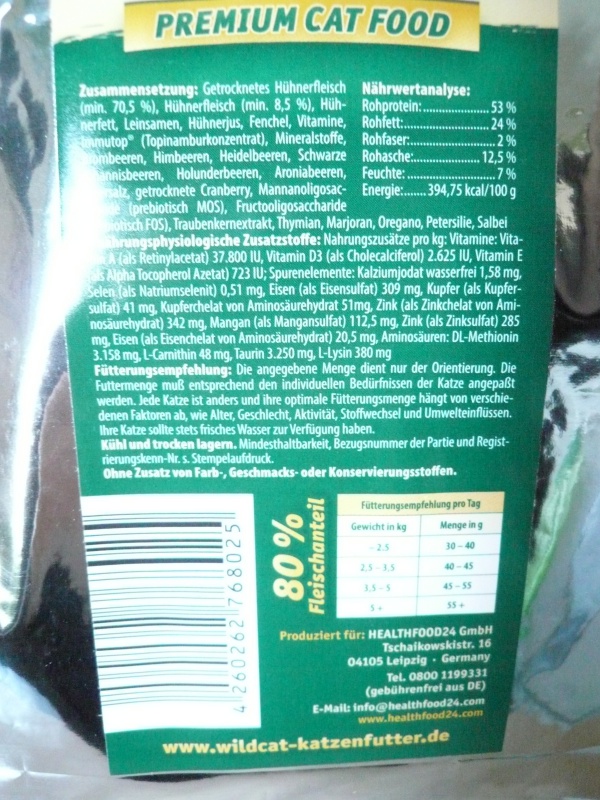 PREMIUM CAT FOOD
Zusammensetzung: Getrocknetes Hühnerfleisch
(min. 70,5 %), Hühnerfleisch (min. 8,5 %), Hüh-
nerfett, Leinsamen, Hühnerjus, Fenchel, Vitamine,
(Topinamburkonzentrat), Mineralstoffe,
Himbeeren, Heidelbeeren, Schwarze
Holunderbeeren, Aroniabeeren,
getrocknete Cranberry, Mannanoligosac-
(prebiotisch MOS), Fructooligosaccharide
FOS), Traubenkernextrakt, Thymian, Marjoran, Oregano, Petersilie, Salbei
Nährwertanalyse:
Rohprotein:.................. 53 %
Rohfett:....................... 24 %
Rohfaser:....................... 2 %
Rohasche:.................. 12,5 %
Feuchte:........................ 7 %
Energie:...... 394,75 kcal/100 g
Zusatzstoffe: Nahrungszusätze pro kg: Vitamine: Vita-
A (als Retinylacetat) 37.800 IU, Vitamin D3 (als Cholecalciferol) 2.625 IU, Vitamin E
Alpha Tocopherol Azetat) 723 IU; Spurenelemente: Kalziumjodat wasserfrei 1,58 mg,
Selen (als Natriumselenit) 0,51 mg, Eisen (als Eisensulfat) 309 mg, Kupfer (als Kupfer-
sulfat) 41 mg, Kupferchelat von Aminosäurehydrat 51mg, Zink (als Zinkchelat von Ami-
nosäurehydrat) 342 mg, Mangan (als Mangansulfat) 112,5 mg, Zink (als Zinksulfat) 285
mg, Eisen (als Eisenchelat von Aminosäurehydrat) 20,5 mg, Aminosäuren: DL-Methionin
3.158 mg, L-Carnithin 48 mg, Taurin 3.250 mg, L-Lysin 380 mg
Fütterungsempfehlung: Die angegebene Menge dient nur der Orientierung. Die
Futtermenge muß entsprechend den individuellen Bedürfnissen der Katze angepaßt
werden. Jede Katze ist anders und ihre optimale Fütterungsmenge hängt von verschie-
denen Faktoren ab, wie Alter, Geschlecht, Aktivität, Stoffwechsel und Umwelteinflüssen.
Ihre Katze sollte stets frisches Wasser zur Verfügung haben.
Kühl und trocken lagern. Mindesthaltbarkeit, Bezugsnummer der Partie und Regist-
rierungskenn-Nr. s. Stempelaufdruck.
Ohne Zusatz von Farb-, Geschmacks- oder Konservierungsstoffen.
4 260262 768025
80 %
Fleischanteil
Fütterungsempfehlung pro Tag
Gewicht in kg Menge in g
- 2,5 30 - 40
2,5 - 3,5 40 - 45
3,5 - 5 45 - 55
5 + 55 +
Produziert für: HEALTHFOOD24 GmbH
Tschaikowskistr. 16
04105 Leipzig · Germany
Tel. 0800 1199331
(gebührenfrei aus DE)
E-Mail: info@healthfood24.com
www.healthfood24.com
www.wildcat-katzenfutter.de